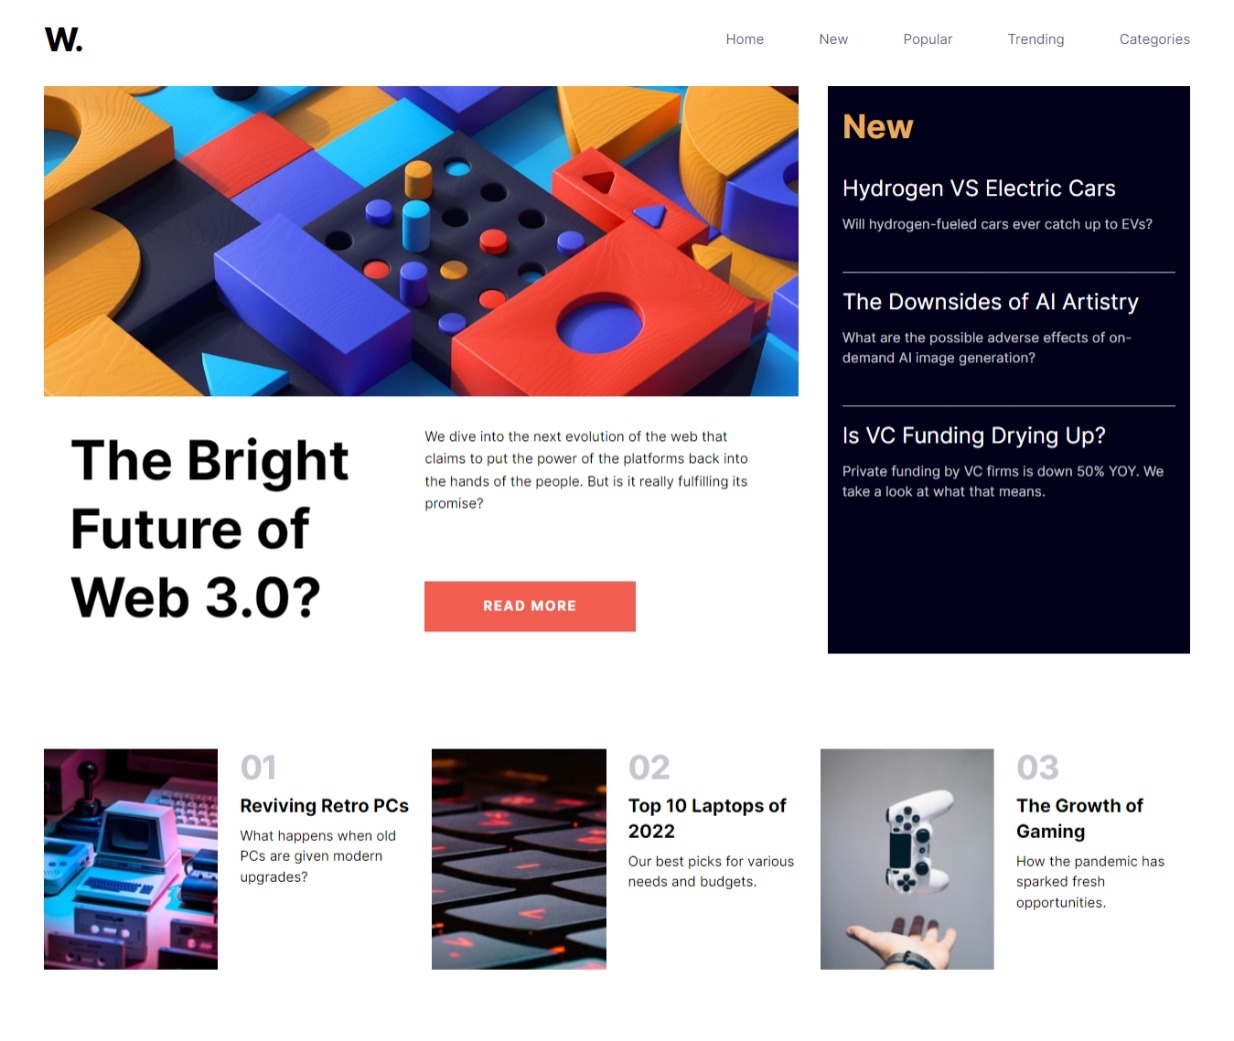 W.
Home New Popular Trending Categories
The Bright
Future of
Web 3.0?
We dive into the next evolution of the web that
claims to put the power of the platforms back into
the hands of the people. But is it really fulfilling its
promise?
READ MORE
New
Hydrogen VS Electric Cars
Will hydrogen-fueled cars ever catch up to EVs?
The Downsides of AI Artistry
What are the possible adverse effects of on-
demand AI image generation?
Is VC Funding Drying Up?
Private funding by VC firms is down 50% YOY. We
take a look at what that means.
01
Reviving Retro PCs
What happens when old
PCs are given modern
upgrades?
02
Top 10 Laptops of
2022
Our best picks for various
needs and budgets.
03
The Growth of
Gaming
How the pandemic has
sparked fresh
opportunities.